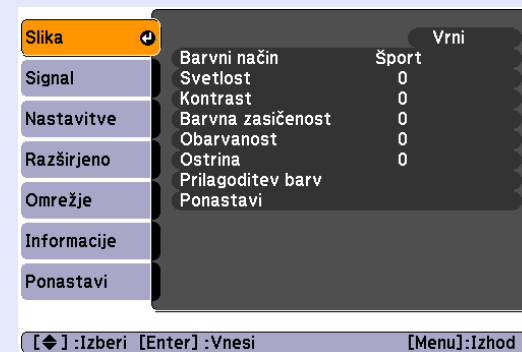 Slika
Signal
Nastavitve
Razširjeno
Omrežje
Informacije
Ponastavi
Vrni
Barvni način Šport
Svetlost 0
Kontrast 0
Barvna zasičenost 0
Obarvanost 0
Ostrina 0
Prilagoditev barv
Ponastavi
[◆] :Izberi [Enter] :Vnesi [Menu]:Izhod